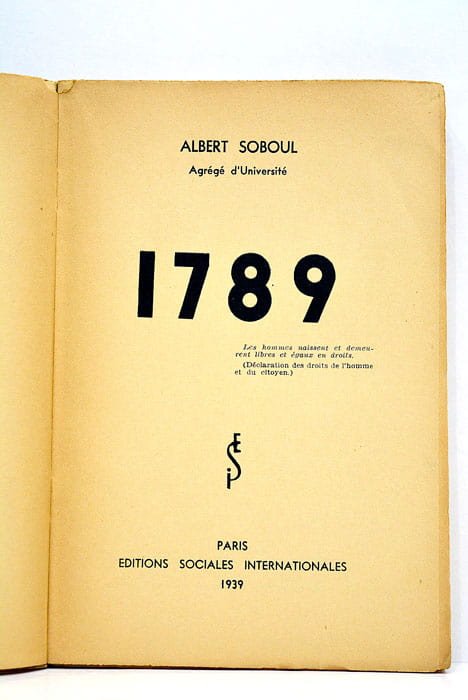 ALBERT SOBOUL
Agrégé d'Université
1789
Les hommes naissent et demeu-
rent libres et égaux en droits.
(Déclaration des droits de l'homme
et du citoyen.)
E
S
i
PARIS
EDITIONS SOCIALES INTERNATIONALES
1939